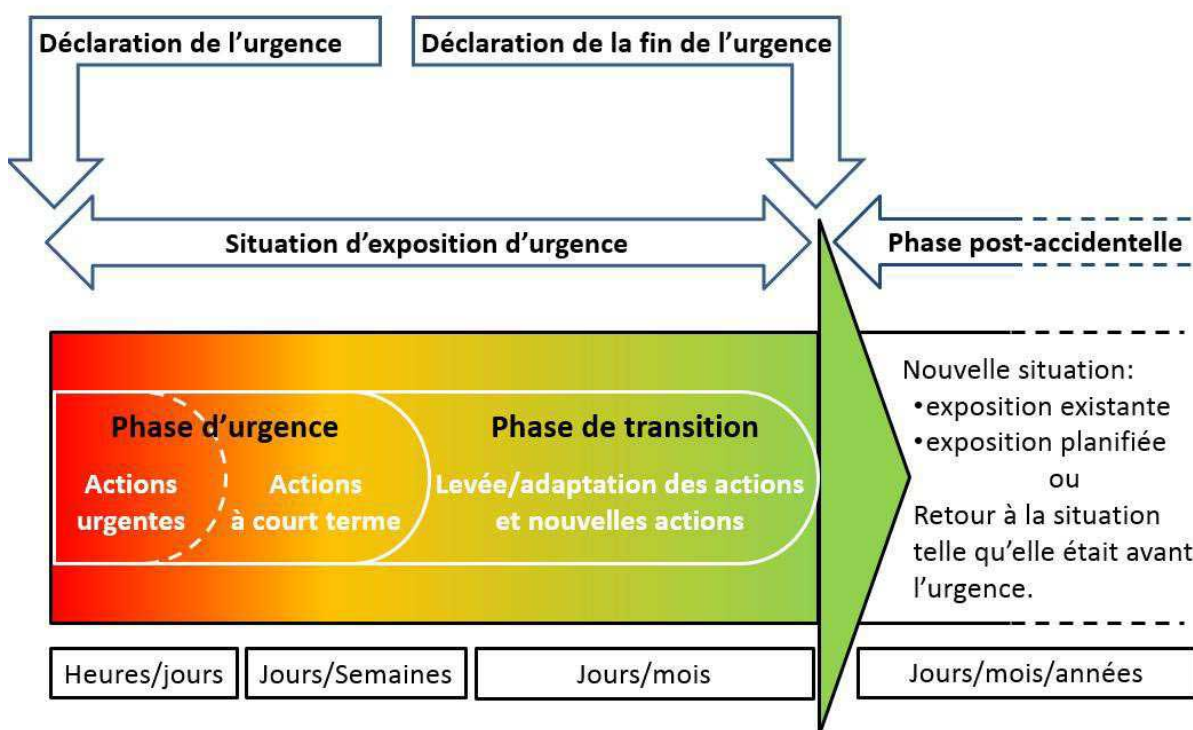 Déclaration de l’urgence
Déclaration de la fin de l’urgence
Situation d’exposition d’urgence
Phase post-accidentelle
Phase d’urgence
Phase de transition
Actions
urgentes
Actions
à court terme
Levée/adaptation des actions
et nouvelles actions
Nouvelle situation:
•exposition existante
•exposition planifiée
ou
Retour à la situation
telle qu’elle était avant
l’urgence.
Heures/jours
Jours/Semaines
Jours/mois
Jours/mois/années